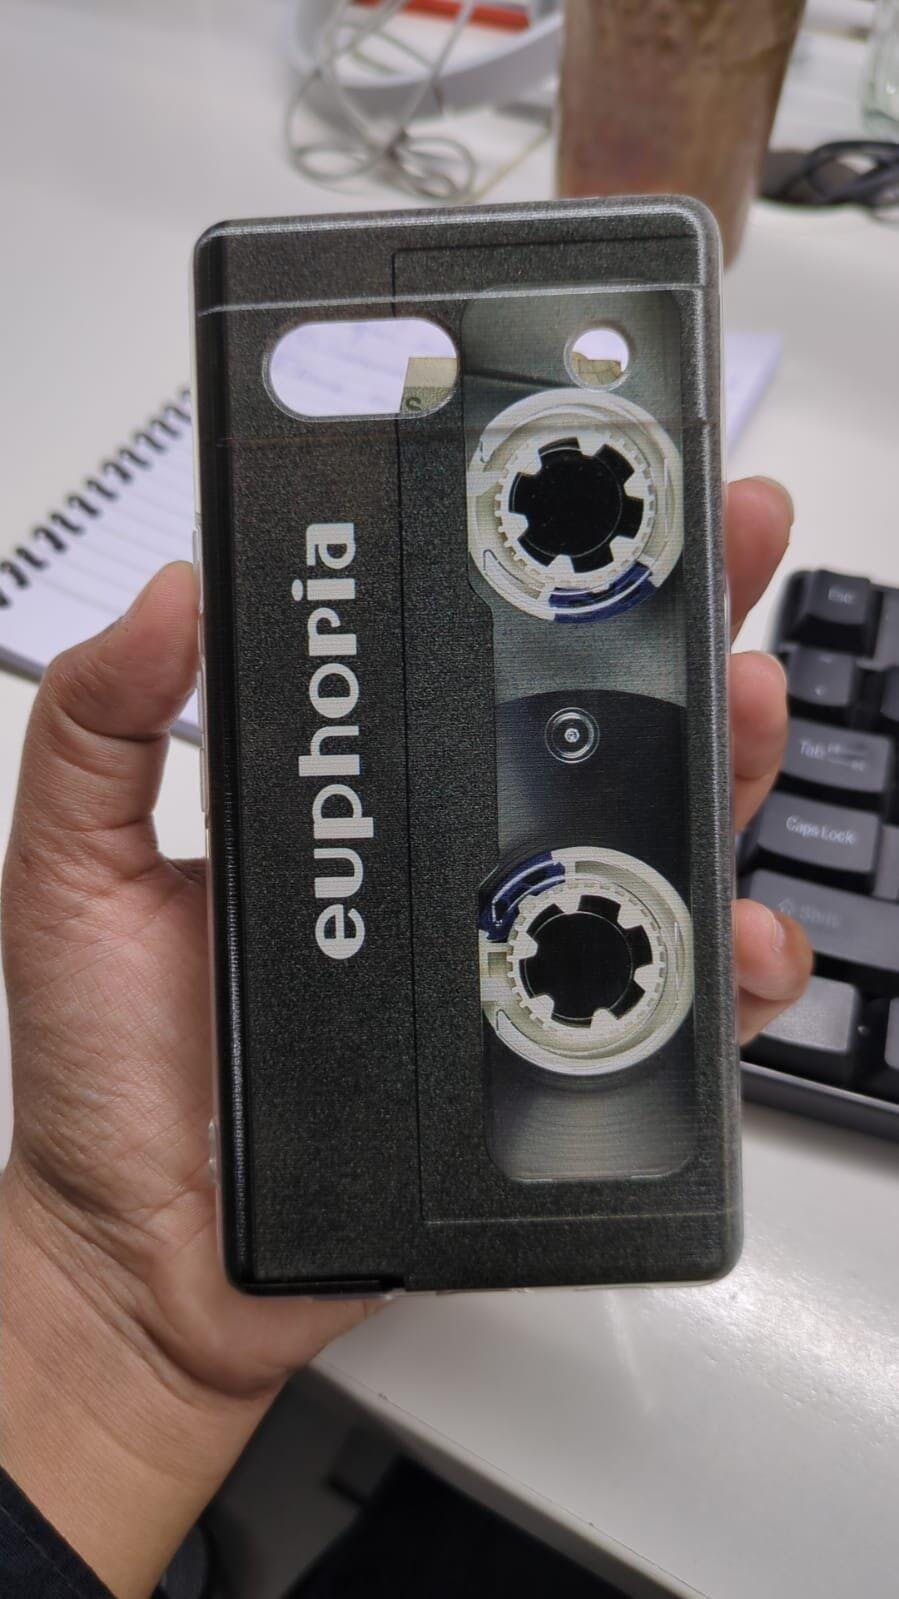 euphoria
S
Esc
Tab
Caps Lock
Shift